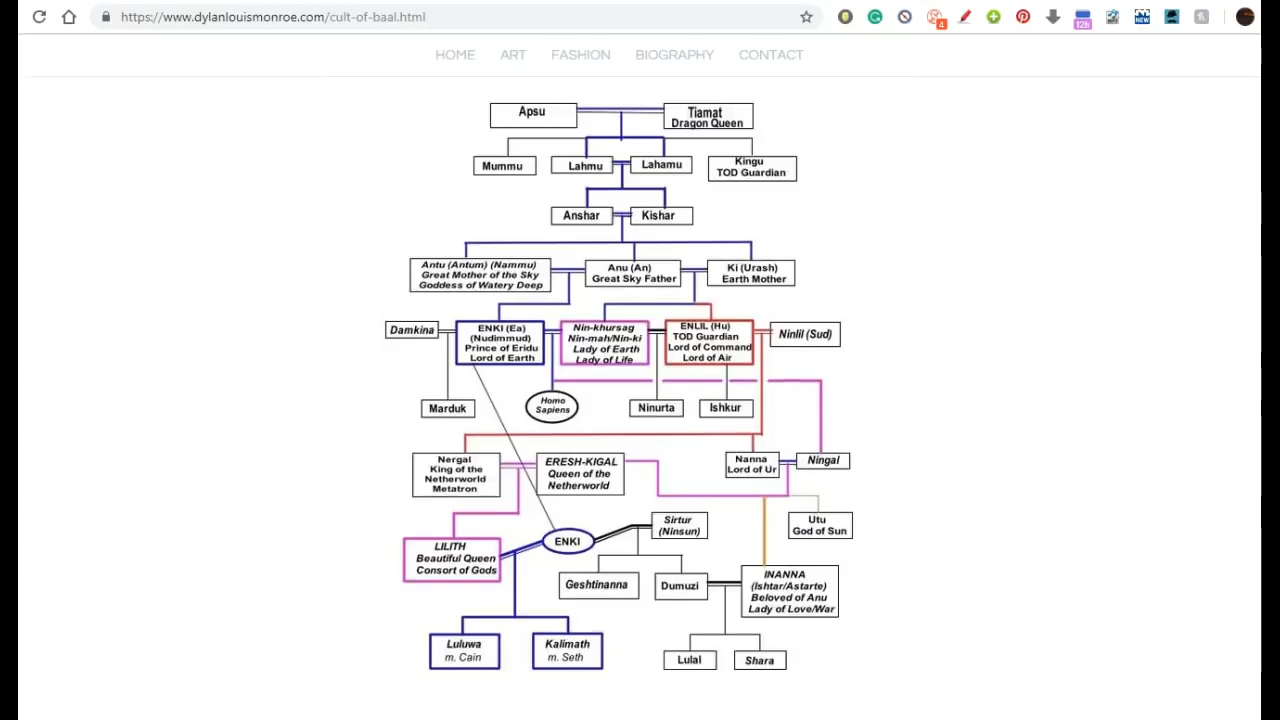 https://www.dylanlouismonroe.com/cult-of-baal.html
4
12h
NEW
HOME ART FASHION BIOGRAPHY CONTACT
Apsu
Tiamat
Dragon Queen
Mummu
Lahmu
Lahamu
Kingu
TOD Guardian
Anshar
Kishar
Antu (Antum) (Nammu)
Great Mother of the Sky
Goddess of Watery Deep
Anu (An)
Great Sky Father
Ki (Urash)
Earth Mother
Damkina
ENKI (Ea)
(Nudimmud)
Prince of Eridu
Lord of Earth
Nin-khursag
Nin-mah/Nin-ki
Lady of Earth
Lady of Life
ENLIL (Hu)
TOD Guardian
Lord of Command
Lord of Air
Ninlil (Sud)
Marduk
Homo
Sapiens
Ninurta
Ishkur
Nergal
King of the
Netherworld
Metatron
ERESH-KIGAL
Queen of the
Netherworld
Nanna
Lord of Ur
Ningal
Sirtur
(Ninsun)
Utu
God of Sun
LILITH
Beautiful Queen
Consort of Gods
ENKI
Geshtinanna
Dumuzi
INANNA
(Ishtar/Astarte)
Beloved of Anu
Lady of Love/War
Luluwa
m. Cain
Kalimath
m. Seth
Lulal
Shara